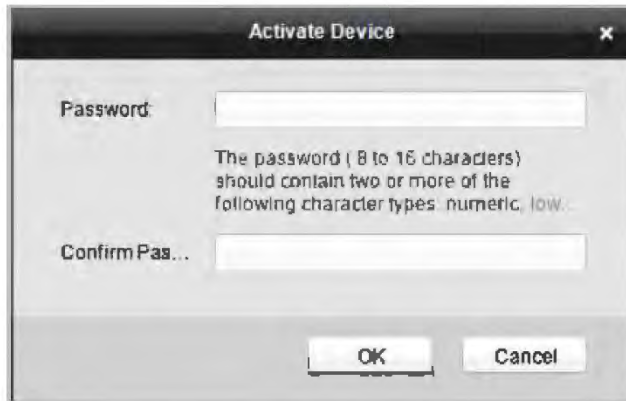 Activate Device
×
Password:
The password ( 8 to 16 characters)
should contain two or more of the
following character types: numeric, low...
Confirm Pas...
OK
Cancel